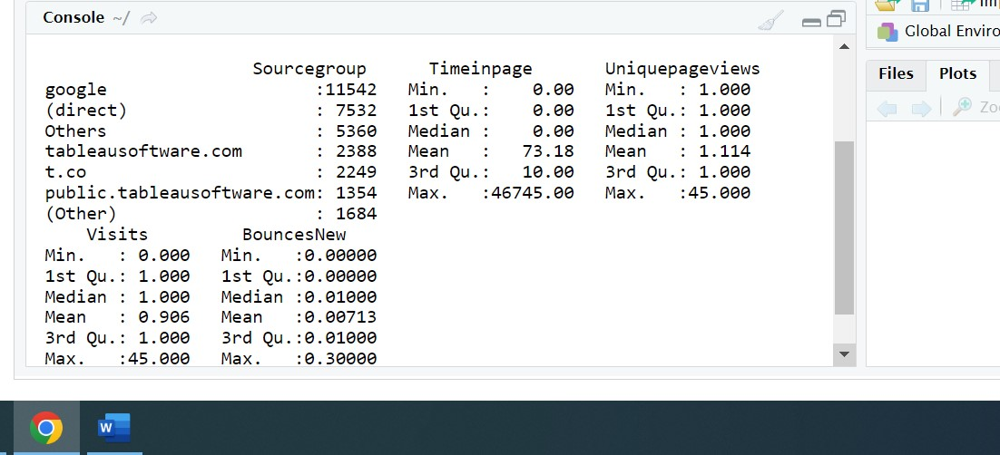 Console ~/
Global Enviro
Files Plots
Zo
            Sourcegroup      Timeinpage       Uniquepageviews
google                   :11542   Min.   :    0.00   Min.   : 1.000
(direct)                 : 7532   1st Qu.:    0.00   1st Qu.: 1.000
Others                   : 5360   Median :    0.00   Median : 1.000
tableausoftware.com      : 2388   Mean   :   73.18   Mean   : 1.114
t.co                     : 2249   3rd Qu.:   10.00   3rd Qu.: 1.000
public.tableausoftware.com: 1354   Max.   :46745.00   Max.   :45.000
(Other)                  : 1684
    Visits         BouncesNew
Min.   : 0.000   Min.   :0.00000
1st Qu.: 1.000   1st Qu.:0.00000
Median : 1.000   Median :0.01000
Mean   : 0.906   Mean   :0.00713
3rd Qu.: 1.000   3rd Qu.:0.01000
Max.   :45.000   Max.   :0.30000
W